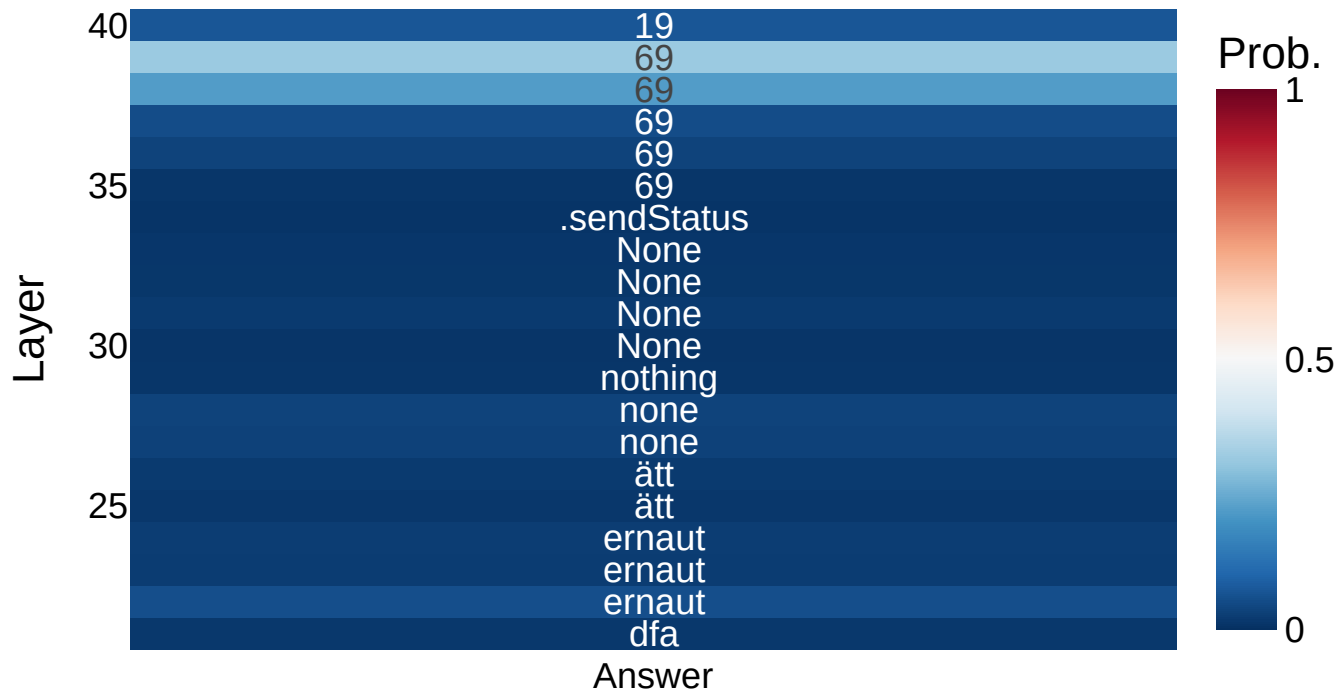 40
19
69
69
69
69
35
69
.sendStatus
None
None
None
30
None
nothing
none
none
ätt
25
ätt
ernaut
ernaut
ernaut
dfa
Layer
Answer
Prob.
1
0.5
0